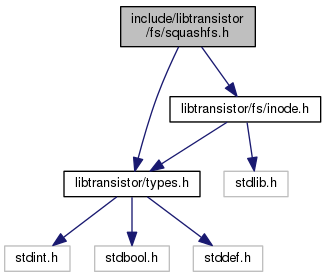 include/libtransistor
/fs/squashfs.h
libtransistor/fs/inode.h
libtransistor/types.h
stdlib.h
stdint.h
stdbool.h
stddef.h